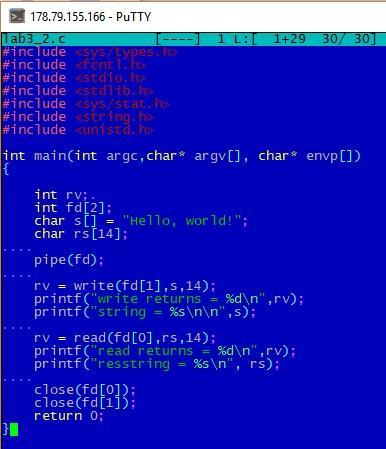 178.79.155.166 - PuTTY
lab3_2.c [----] 1 L:[ 1+29 30/ 30]
#include <sys/types.h>
#include <fcntl.h>
#include <stdio.h>
#include <stdlib.h>
#include <sys/stat.h>
#include <string.h>
#include <unistd.h>
int main(int argc,char* argv[], char* envp[])
{
int rv;.
int fd[2];
char s[] = "Hello, world!";
char rs[14];
....
pipe(fd);
....
rv = write(fd[1],s,14);
printf("write returns = %d\n",rv);
printf("string = %s\n\n",s);
....
rv = read(fd[0],rs,14);
printf("read returns = %d\n",rv);
printf("resstring = %s\n", rs);
....
close(fd[0]);
close(fd[1]);
return 0;
}